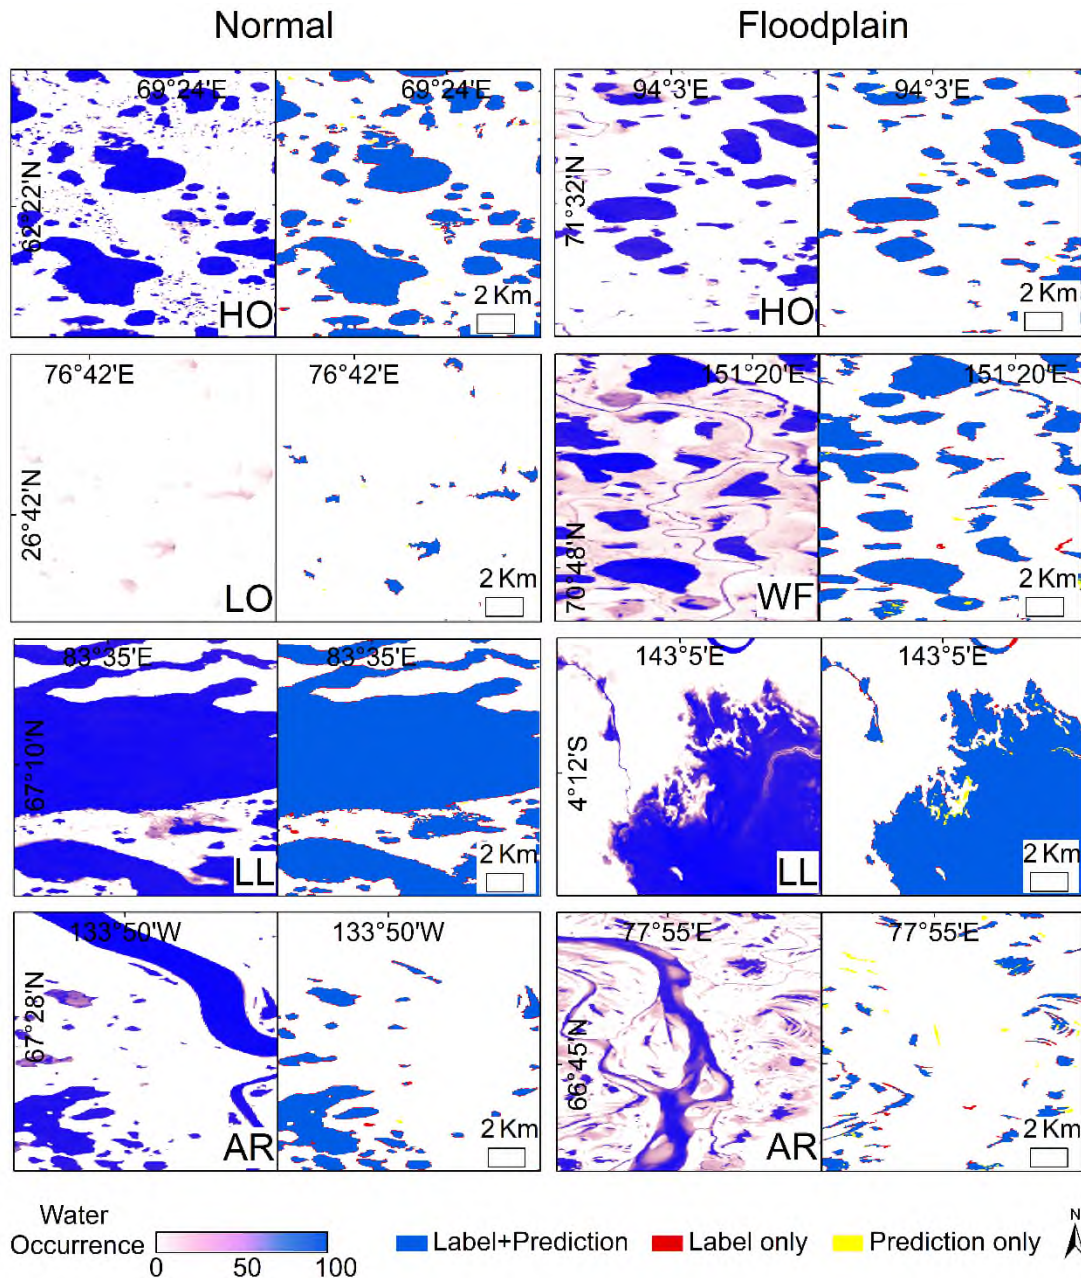 Normal
Floodplain
69°24'E
69°24'E
62°22'N
HO
2 Km
94°3'E
94°3'E
71°32'N
HO
2 Km
76°42'E
76°42'E
26°42'N
LO
2 Km
151°20'E
151°20'E
70°48'N
WF
2 Km
83°35'E
83°35'E
67°10'N
LL
2 Km
143°5'E
143°5'E
4°12'S
LL
2 Km
133°50'W
133°50'W
67°28'N
AR
2 Km
77°55'E
77°55'E
66°45'N
AR
2 Km
Water
Occurrence
0 50 100
Label+Prediction
Label only
Prediction only
N